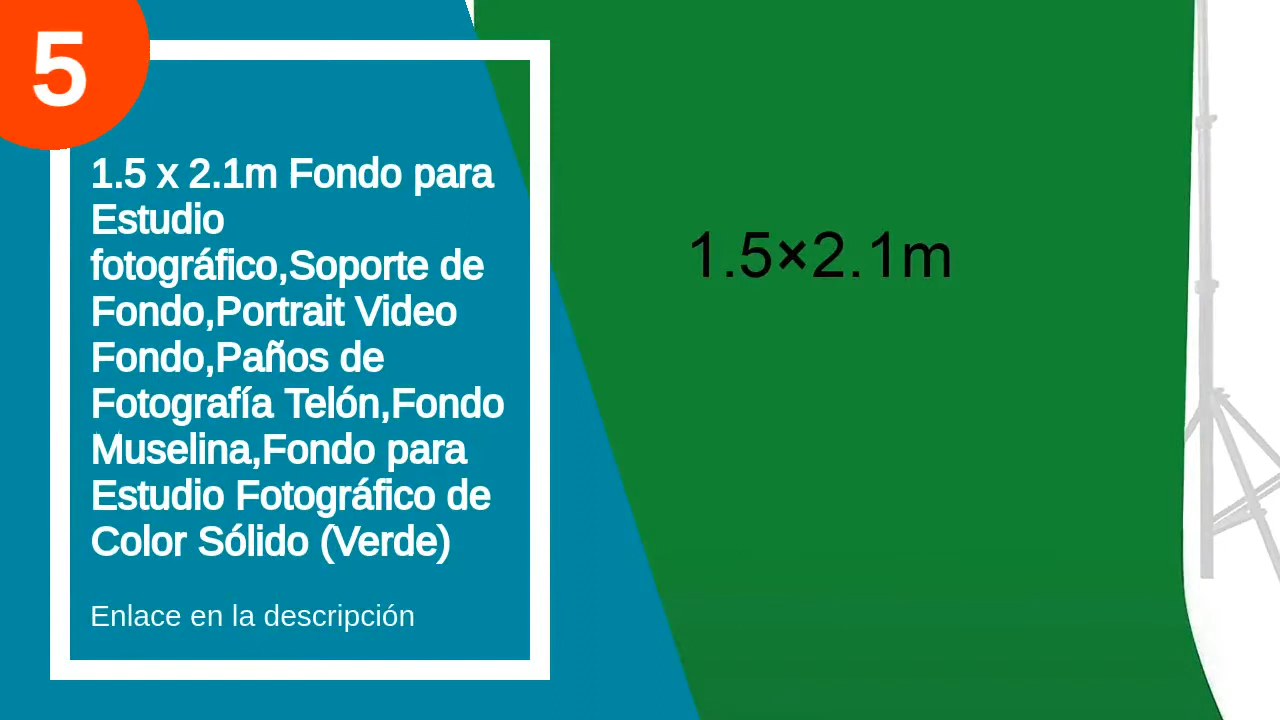 5
1.5 x 2.1m Fondo para
Estudio
fotográfico,Soporte de
Fondo,Portrait Video
Fondo,Paños de
Fotografía Telón,Fondo
Muselina,Fondo para
Estudio Fotográfico de
Color Sólido (Verde)
Enlace en la descripción
1.5×2.1m